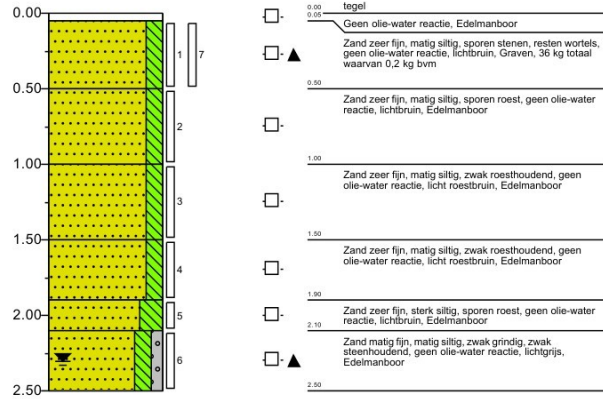 0.00
0.50
1.00
1.50
2.00
2.50
1
7
2
3
4
5
6
0.00
tegel
0.05
Geen olie-water reactie, Edelmanboor
Zand zeer fijn, matig siltig, sporen stenen, resten wortels,
geen olie-water reactie, lichtbruin, Graven, 36 kg totaal
waarvan 0,2 kg bvm
0.50
Zand zeer fijn, matig siltig, sporen roest, geen olie-water
reactie, lichtbruin, Edelmanboor
1.00
Zand zeer fijn, matig siltig, zwak roesthoudend, geen
olie-water reactie, licht roestbruin, Edelmanboor
1.50
Zand zeer fijn, matig siltig, zwak roesthoudend, geen
olie-water reactie, licht roestbruin, Edelmanboor
1.90
Zand zeer fijn, sterk siltig, sporen roest, geen olie-water
reactie, lichtbruin, Edelmanboor
2.10
Zand matig fijn, matig siltig, zwak grindig, zwak
steenhoudend, geen olie-water reactie, lichtgrijs,
Edelmanboor
2.50